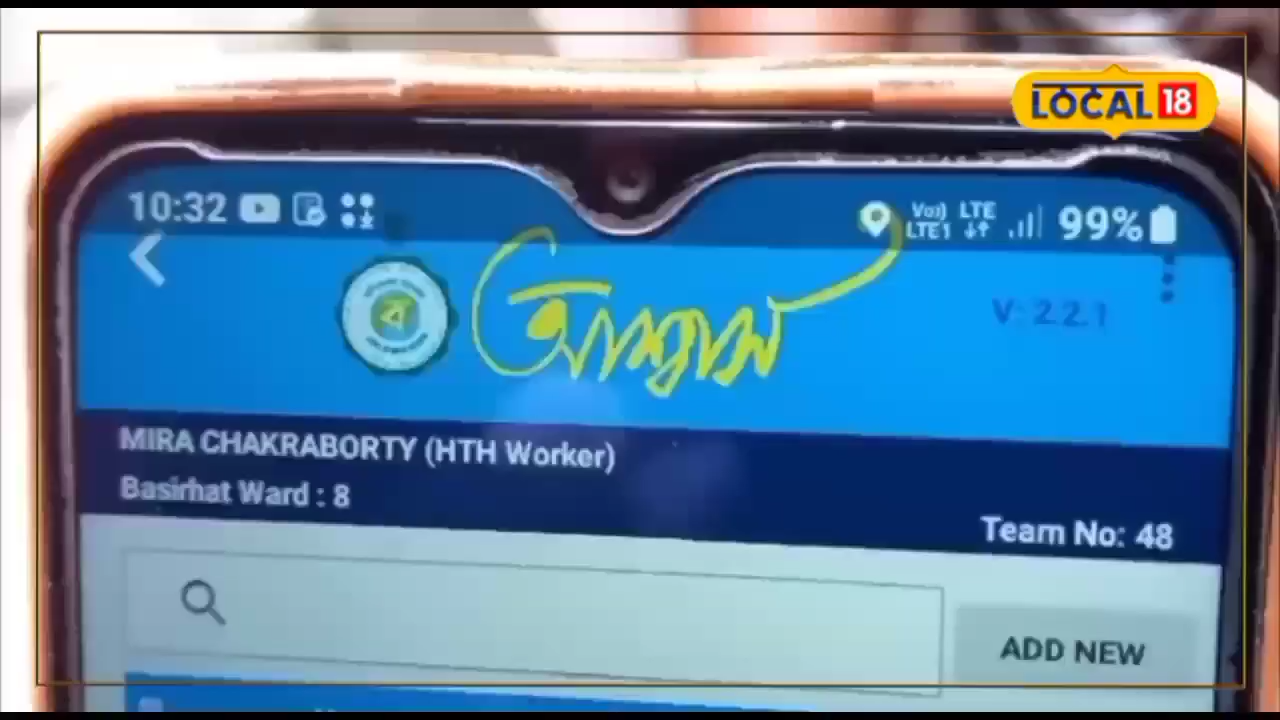 LOCAL 18
10:32 Vo) LTE1 LTE 99%
V: 2.2.1
MIRA CHAKRABORTY (HTH Worker)
Basirhat Ward : 8
Team No: 48
ADD NEW